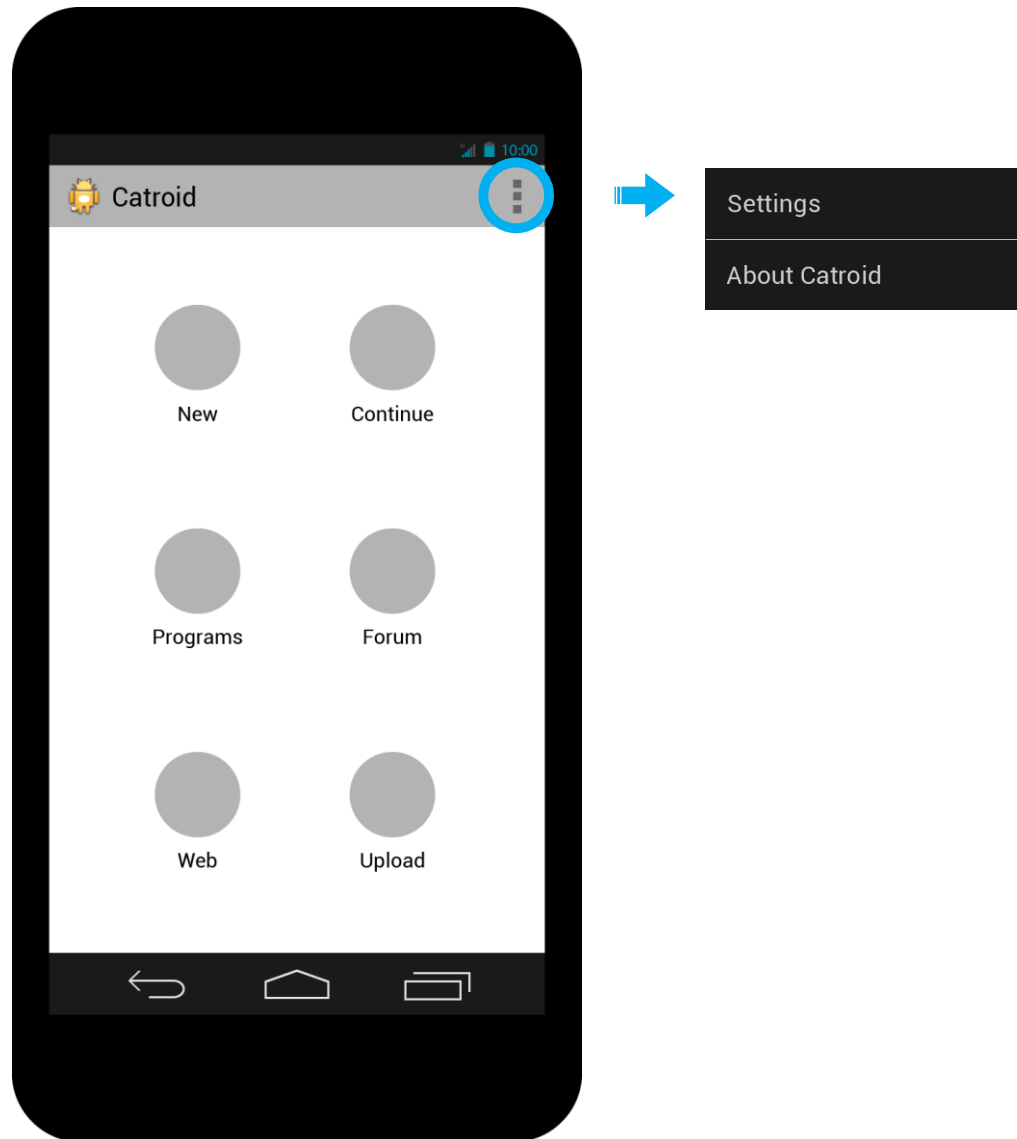 10:00
Catroid
Settings
About Catroid
New Continue
Programs Forum
Web Upload